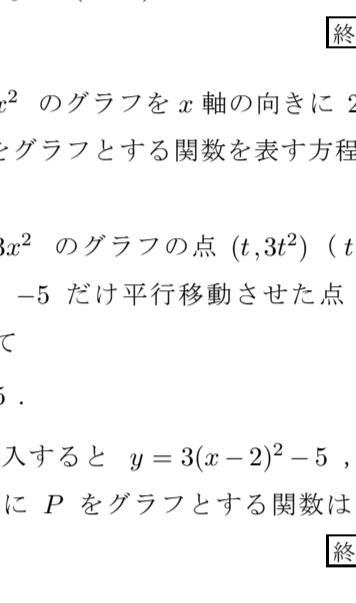 終
x² のグラフを x 軸の向きに 2
をグラフとする関数を表す方程
3x² のグラフの点 (t,3t²)（t
−5 だけ平行移動させた点
て
5 .
入すると y = 3(x − 2)² − 5 ,
に P をグラフとする関数は
終